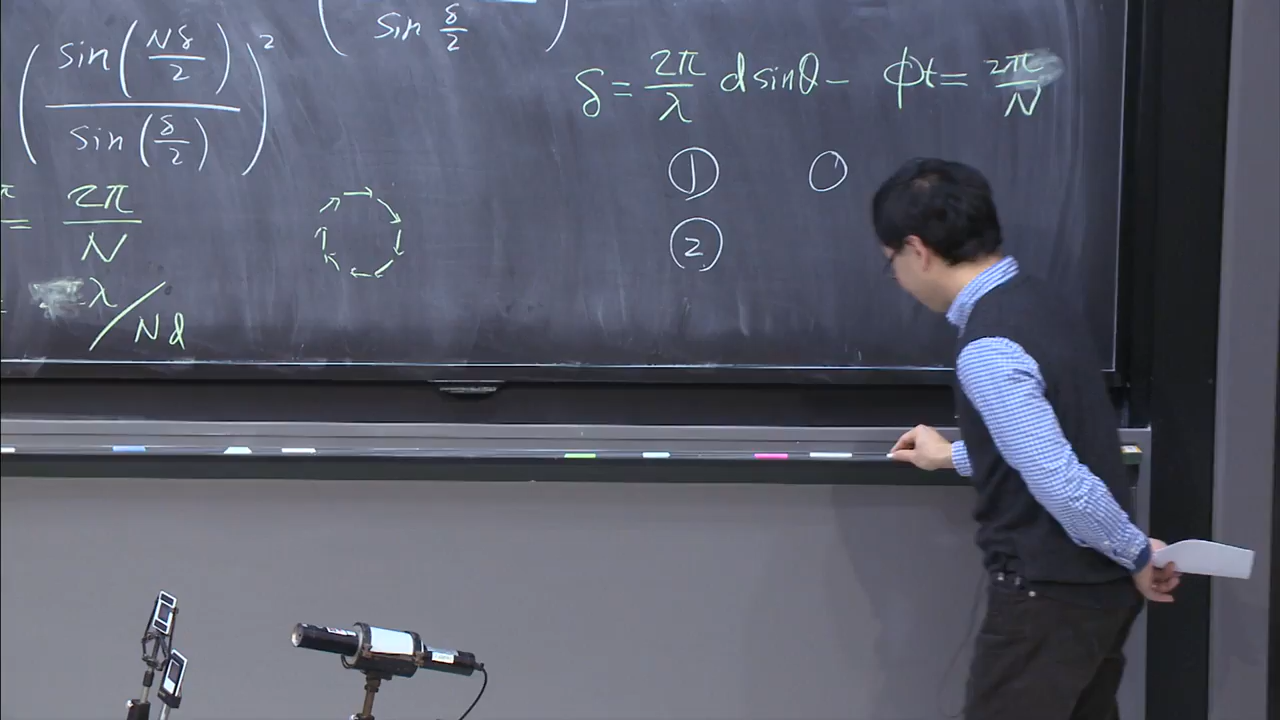 (sin(Nδ/2) / sin(δ/2))²
sin δ/2
π = 2π/N
= λ/Nd
δ = 2π/λ d sinθ − φt = 2π/N
①
②